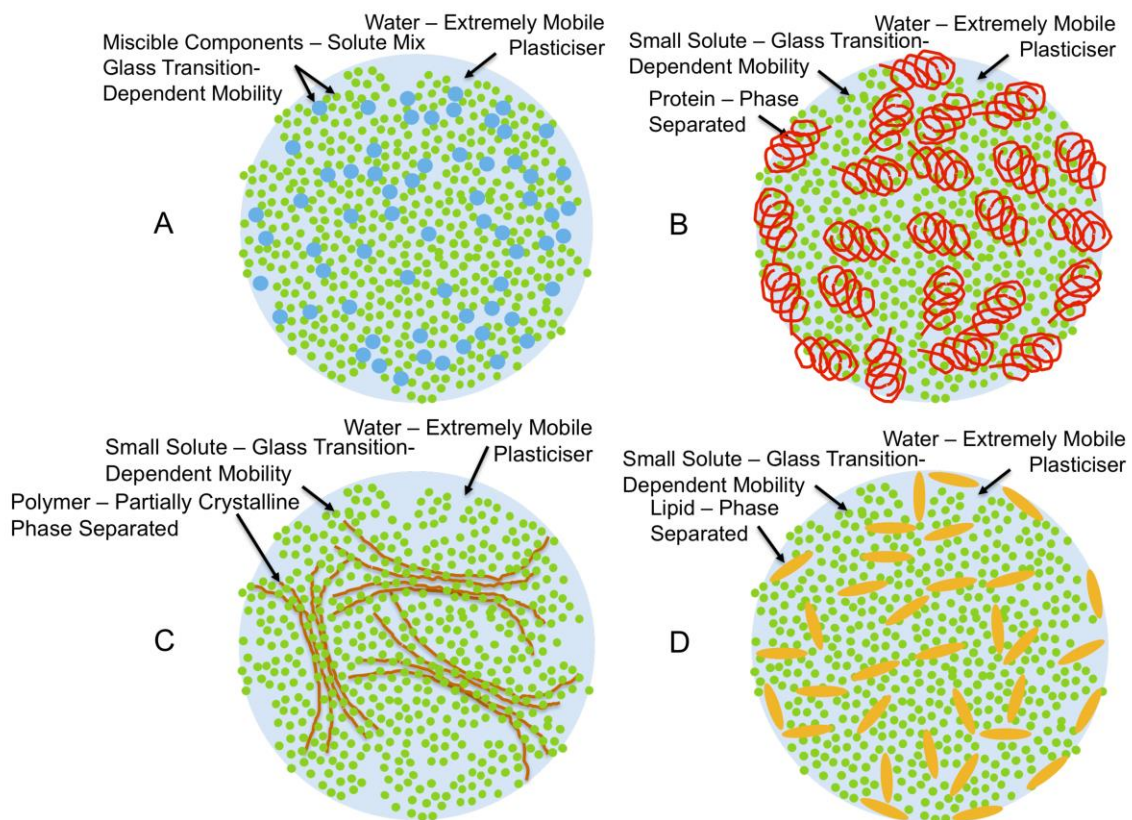 Water – Extremely Mobile
Plasticiser
Miscible Components – Solute Mix
Glass Transition-
Dependent Mobility
A
Water – Extremely Mobile
Plasticiser
Small Solute – Glass Transition-
Dependent Mobility
Protein – Phase
Separated
B
Water – Extremely Mobile
Plasticiser
Small Solute – Glass Transition-
Dependent Mobility
Polymer – Partially Crystalline
Phase Separated
C
Water – Extremely Mobile
Plasticiser
Small Solute – Glass Transition-
Dependent Mobility
Lipid – Phase
Separated
D